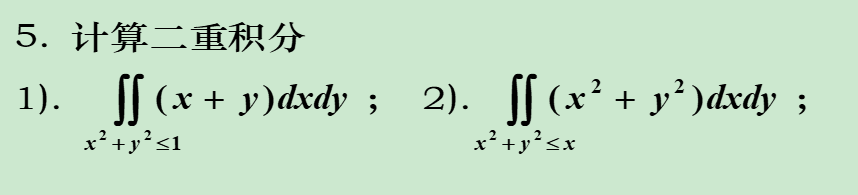 5. 计算二重积分
1). ∬(x + y)dxdy ; 2). ∬(x² + y²)dxdy ;
x²+y²≤1 x²+y²≤x